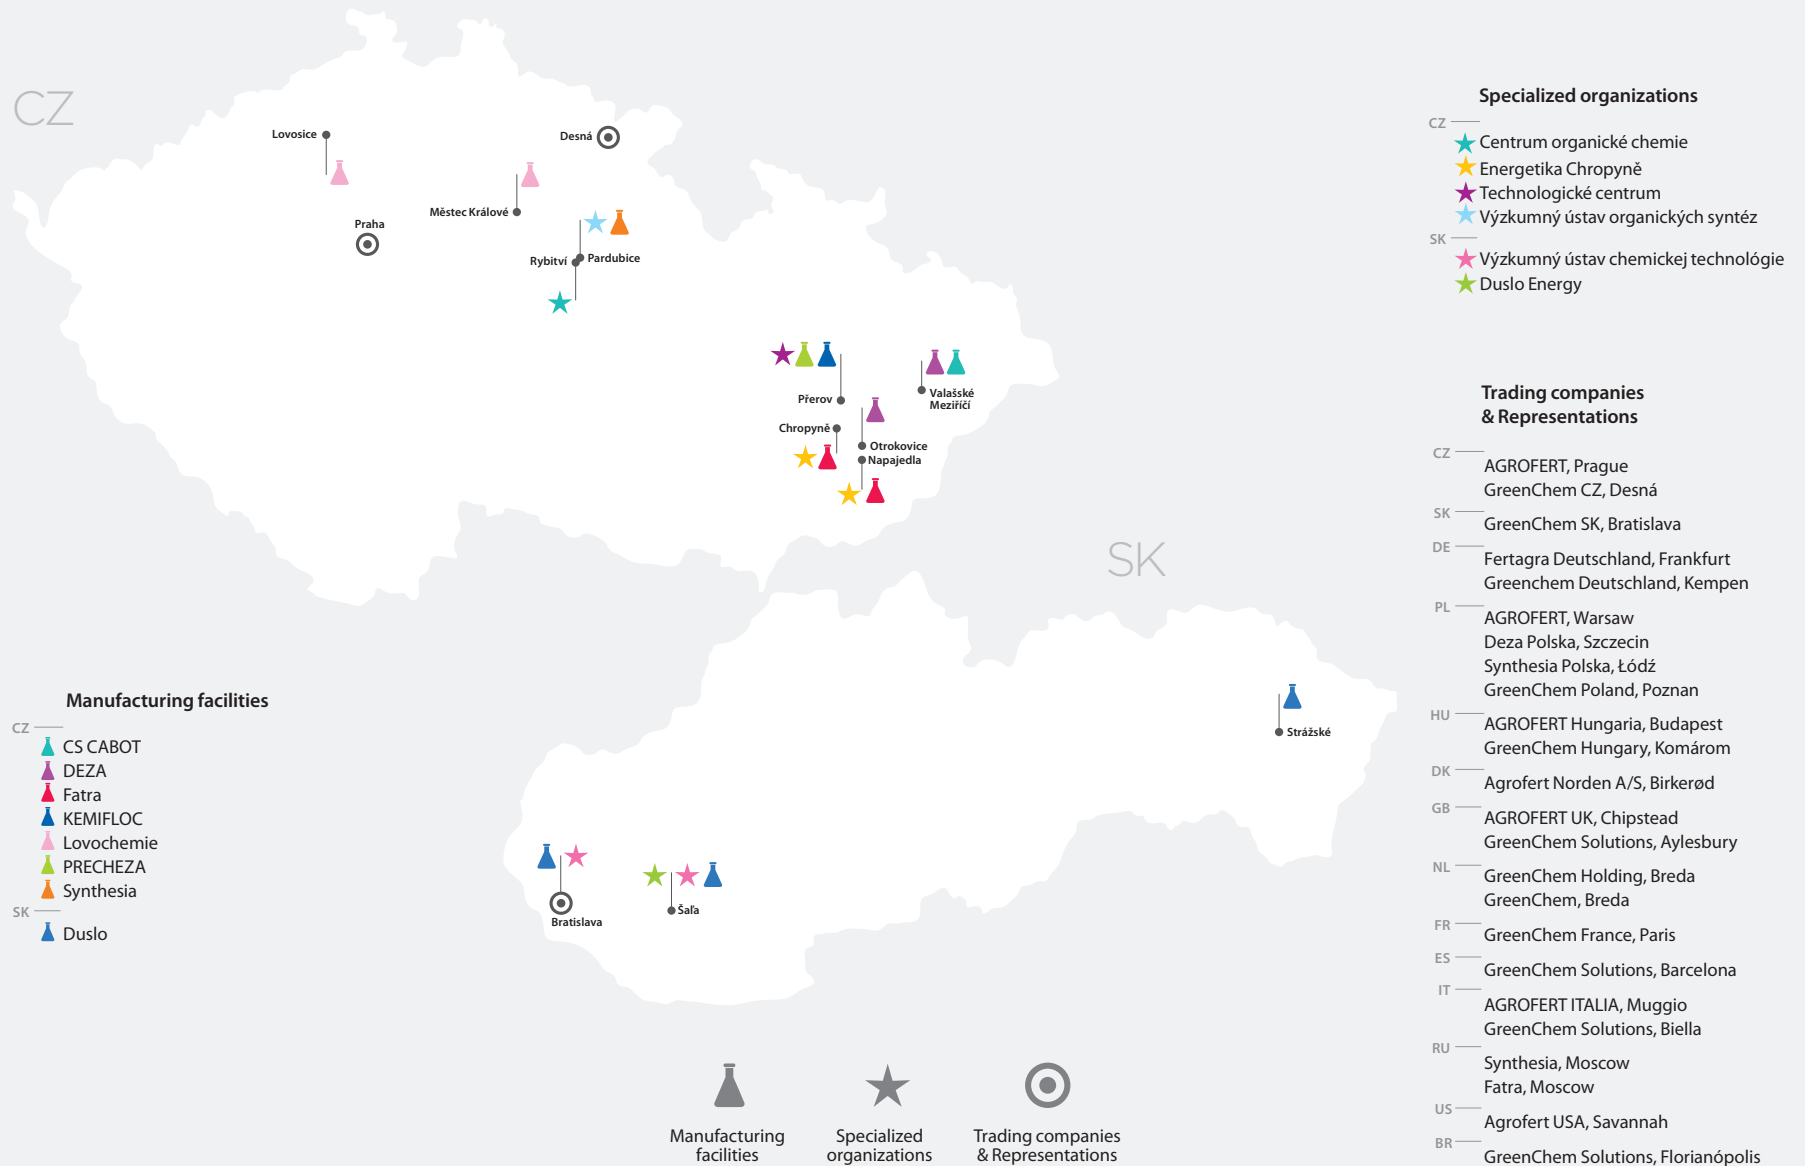 CZ
Lovosice
Desná
Městec Králové
Praha
Rybitví
Pardubice
Přerov
Valašské
Meziříčí
Chropyně
Otrokovice
Napajedla
SK
Strážské
Bratislava
Šaľa
Manufacturing facilities
CZ
CS CABOT
DEZA
Fatra
KEMIFLOC
Lovochemie
PRECHEZA
Synthesia
SK
Duslo
Manufacturing
facilities
Specialized
organizations
Trading companies
& Representations
Specialized organizations
CZ
Centrum organické chemie
Energetika Chropyně
Technologické centrum
Výzkumný ústav organických syntéz
SK
Výzkumný ústav chemickej technológie
Duslo Energy
Trading companies
& Representations
CZ
AGROFERT, Prague
GreenChem CZ, Desná
SK
GreenChem SK, Bratislava
DE
Fertagra Deutschland, Frankfurt
Greenchem Deutschland, Kempen
PL
AGROFERT, Warsaw
Deza Polska, Szczecin
Synthesia Polska, Łódź
GreenChem Poland, Poznan
HU
AGROFERT Hungaria, Budapest
GreenChem Hungary, Komárom
DK
Agrofert Norden A/S, Birkerød
GB
AGROFERT UK, Chipstead
GreenChem Solutions, Aylesbury
NL
GreenChem Holding, Breda
GreenChem, Breda
FR
GreenChem France, Paris
ES
GreenChem Solutions, Barcelona
IT
AGROFERT ITALIA, Muggio
GreenChem Solutions, Biella
RU
Synthesia, Moscow
Fatra, Moscow
US
Agrofert USA, Savannah
BR
GreenChem Solutions, Florianópolis